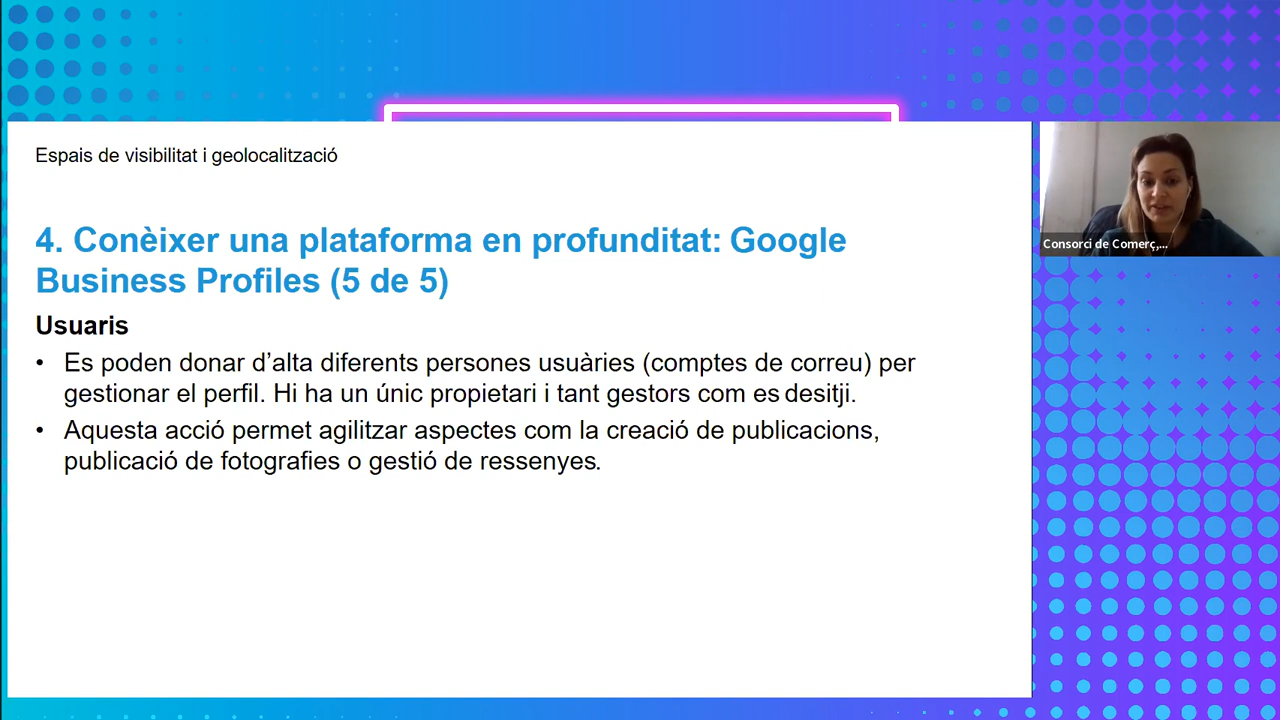 Espais de visibilitat i geolocalització
4. Conèixer una plataforma en profunditat: Google
Business Profiles (5 de 5)
Usuaris
• Es poden donar d’alta diferents persones usuàries (comptes de correu) per
gestionar el perfil. Hi ha un únic propietari i tant gestors com es desitji.
• Aquesta acció permet agilitzar aspectes com la creació de publicacions,
publicació de fotografies o gestió de ressenyes.
Consorci de Comerç,...